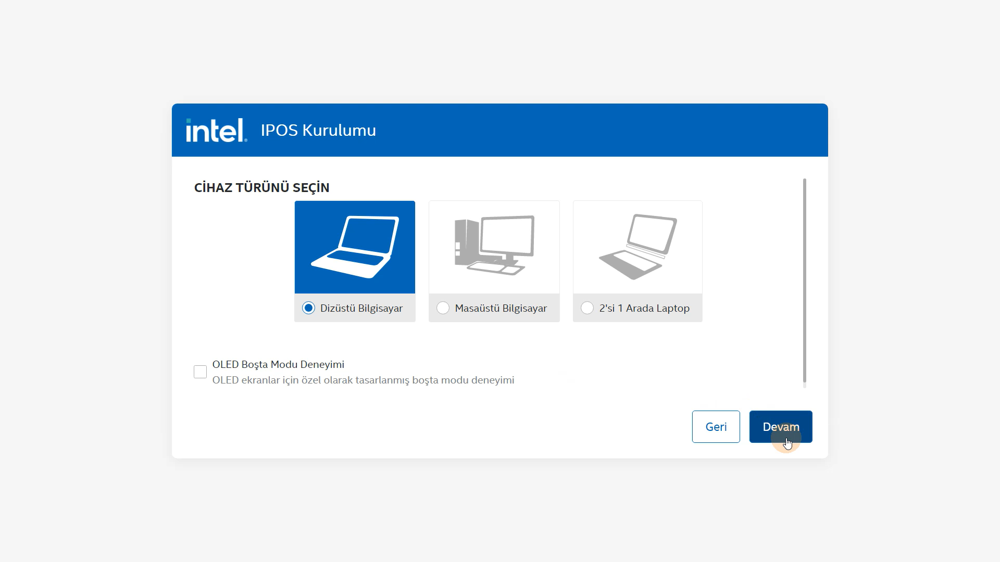 intel® IPOS Kurulumu
CİHAZ TÜRÜNÜ SEÇİN
Dizüstü Bilgisayar
Masaüstü Bilgisayar
2'si 1 Arada Laptop
OLED Boşta Modu Deneyimi
OLED ekranlar için özel olarak tasarlanmış boşta modu deneyimi
Geri
Devam